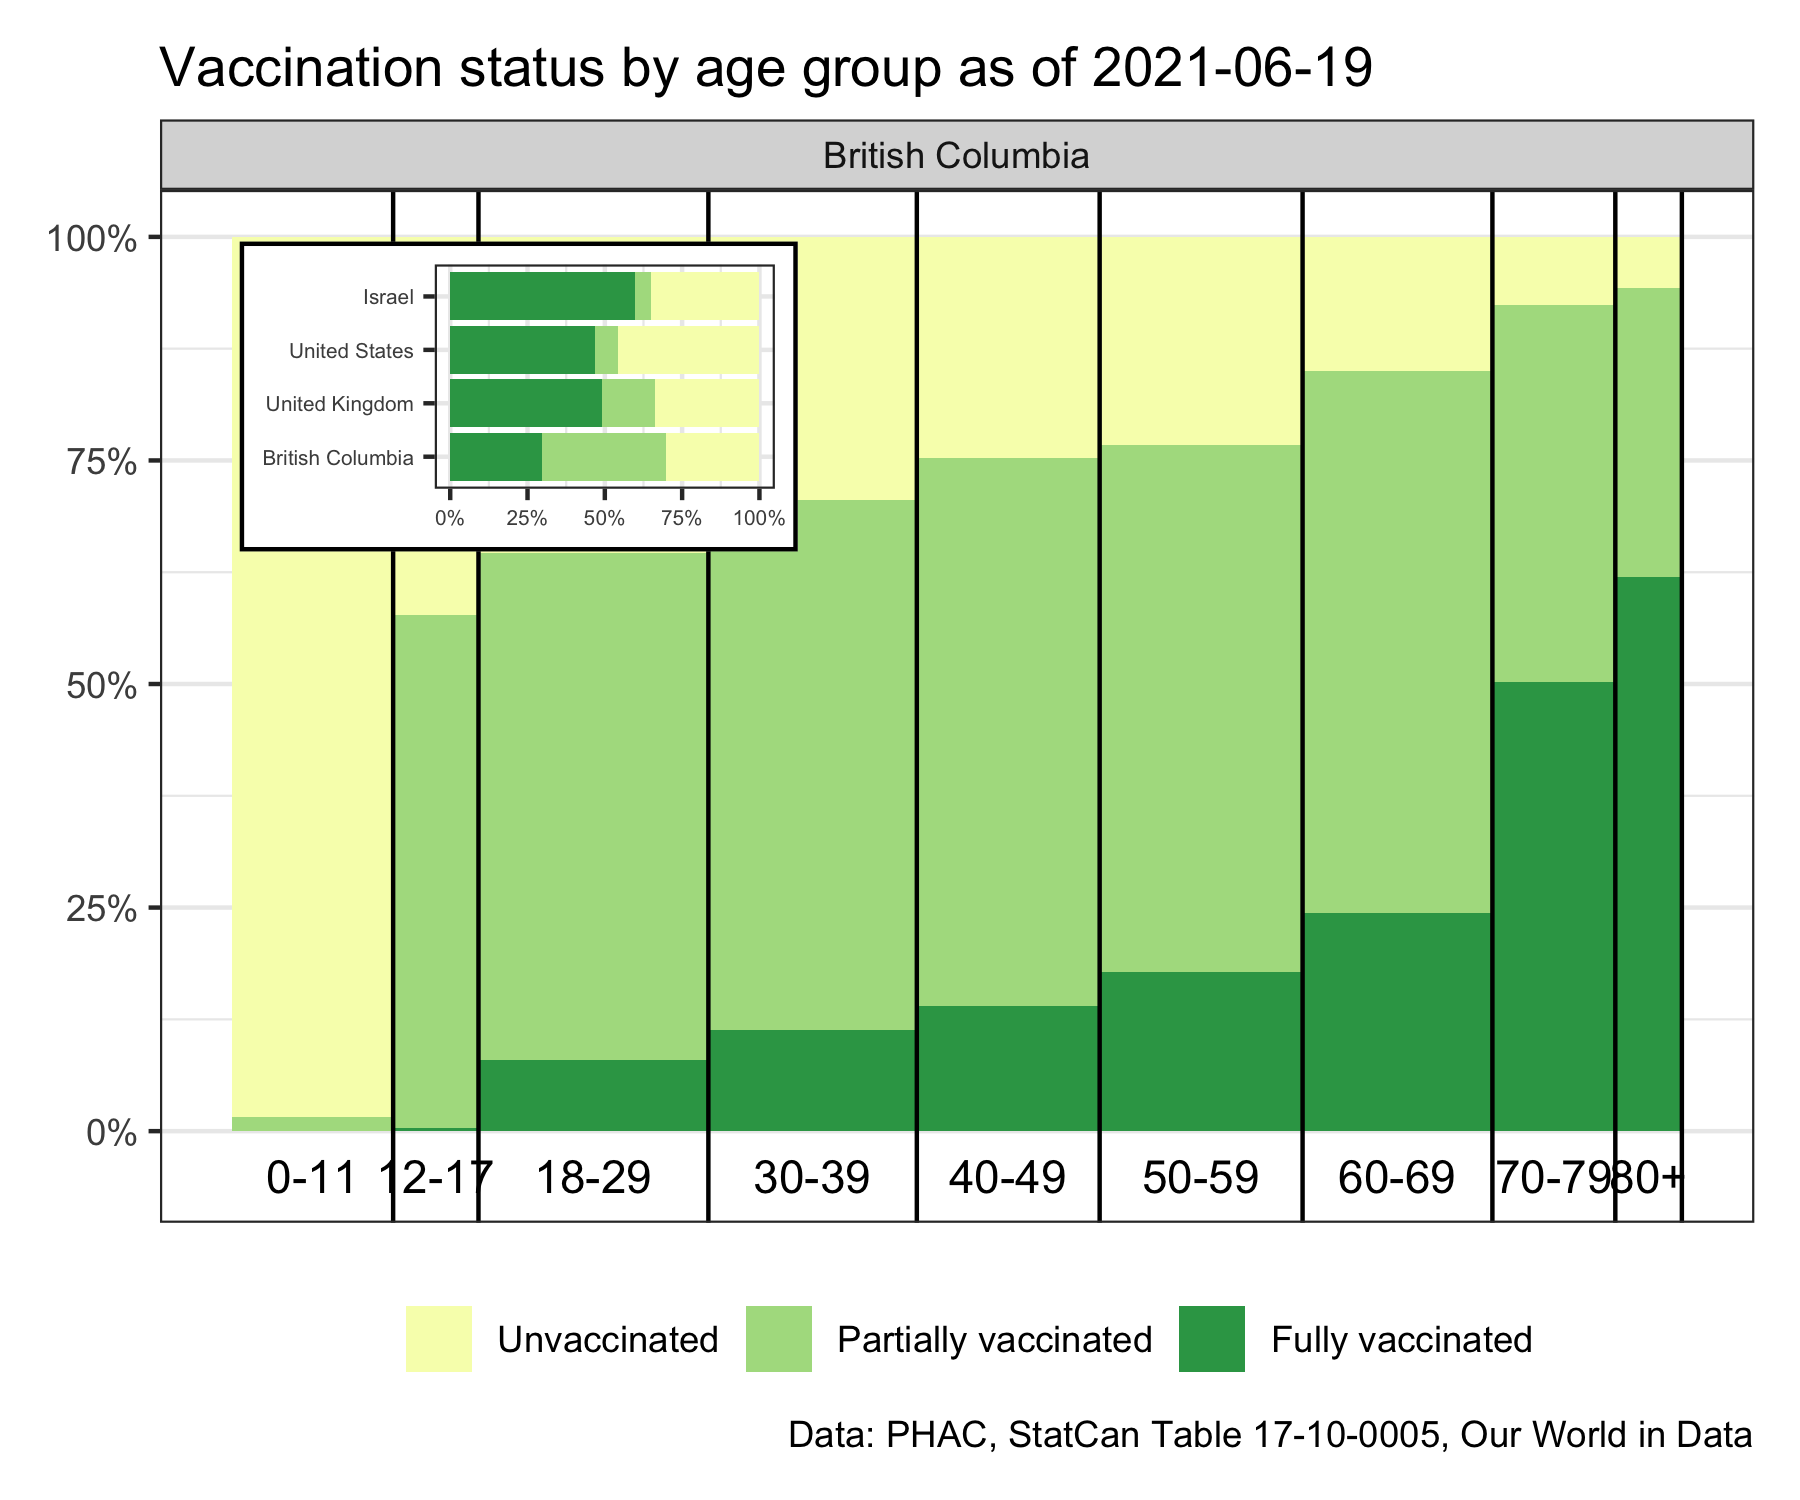 Vaccination status by age group as of 2021-06-19
British Columbia
100%
75%
50%
25%
0%
Israel
United States
United Kingdom
British Columbia
0% 25% 50% 75% 100%
0-11 12-17 18-29 30-39 40-49 50-59 60-69 70-79 80+
Unvaccinated Partially vaccinated Fully vaccinated
Data: PHAC, StatCan Table 17-10-0005, Our World in Data